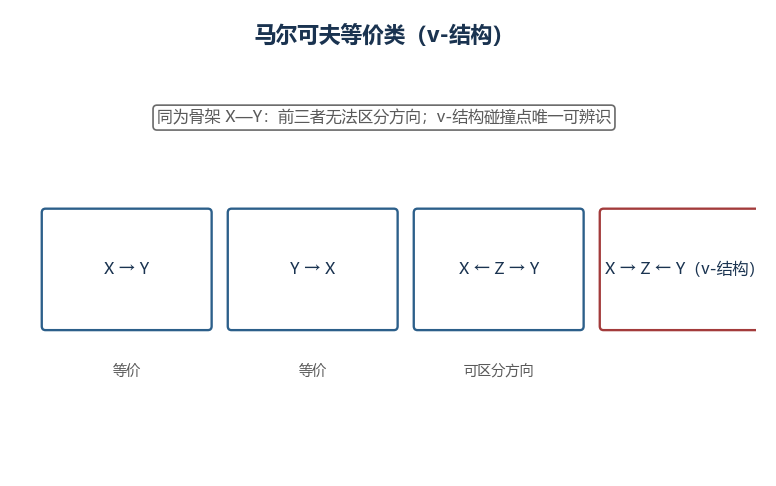 马尔可夫等价类（v-结构）
同为骨架 X—Y：前三者无法区分方向；v-结构碰撞点唯一可辨识
X → Y
Y → X
X ← Z → Y
X → Z ← Y（v-结构）
等价
等价
可区分方向